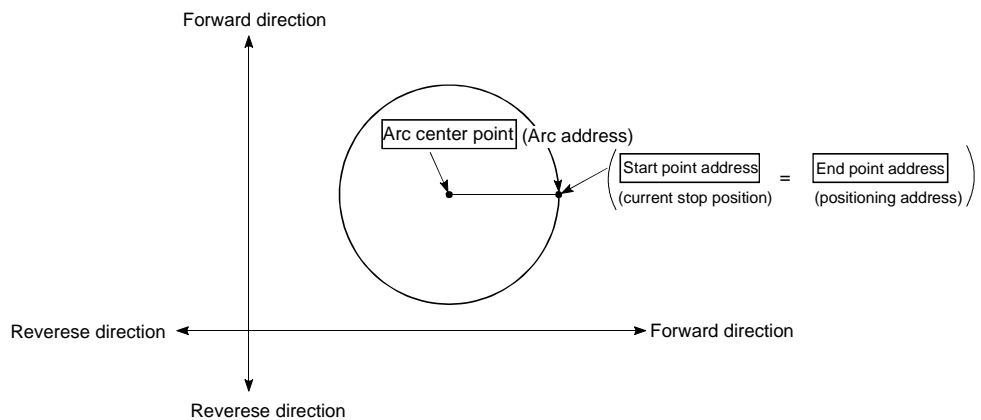 Forward direction
Arc center point (Arc address)
Start point address = End point address
(current stop position) (positioning address)
Reverese direction
Forward direction
Reverese direction